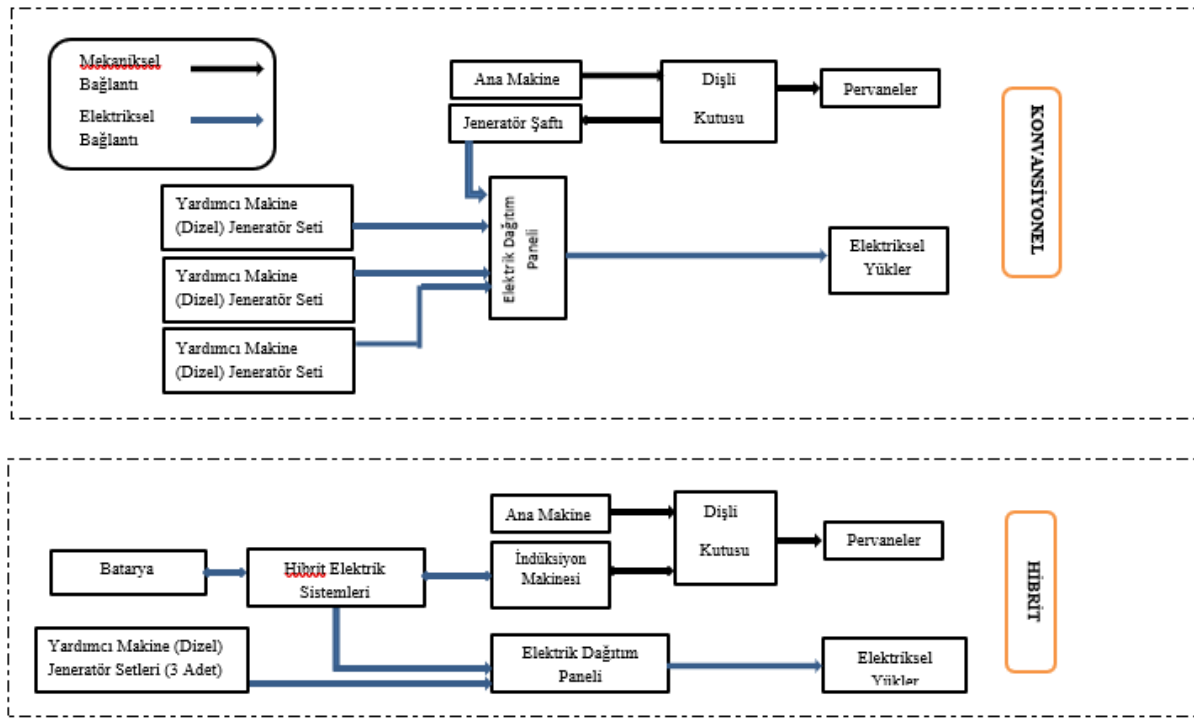 Mekaniksel
Bağlantı
Elektriksel
Bağlantı
Ana Makine
Dişli
Kutusu
Pervaneler
Jeneratör Şaftı
KONVANSİYONEL
Yardımcı Makine
(Dizel) Jeneratör Seti
Yardımcı Makine
(Dizel) Jeneratör Seti
Yardımcı Makine
(Dizel) Jeneratör Seti
Elektrik Dağıtım
Paneli
Elektriksel
Yükler
Ana Makine
Dişli
Kutusu
Pervaneler
HİBRİT
Batarya
Hibrit Elektrik
Sistemleri
İndüksiyon
Makinesi
Yardımcı Makine (Dizel)
Jeneratör Setleri (3 Adet)
Elektrik Dağıtım
Paneli
Elektriksel
Yükler